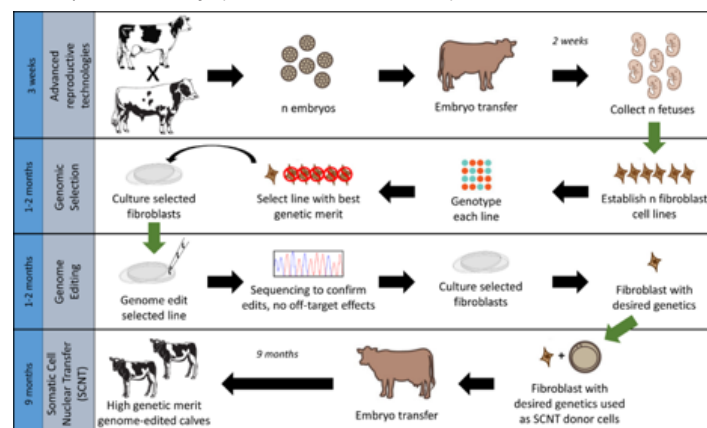 3 weeks
Advanced
reproductive
technologies
X
n embryos
Embryo transfer
2 weeks
Collect n fetuses
1-2 months
Genomic
Selection
Culture selected
fibroblasts
Select line with best
genetic merit
Genotype
each line
Establish n fibroblast
cell lines
1-2 months
Genome
Editing
Genome edit
selected line
Sequencing to confirm
edits, no off-target effects
Culture selected
fibroblasts
Fibroblast with
desired genetics
9 months
Somatic Cell
Nuclear Transfer
(SCNT)
High genetic merit
genome-edited calves
9 months
Embryo transfer
+
Fibroblast with
desired genetics used
as SCNT donor cells